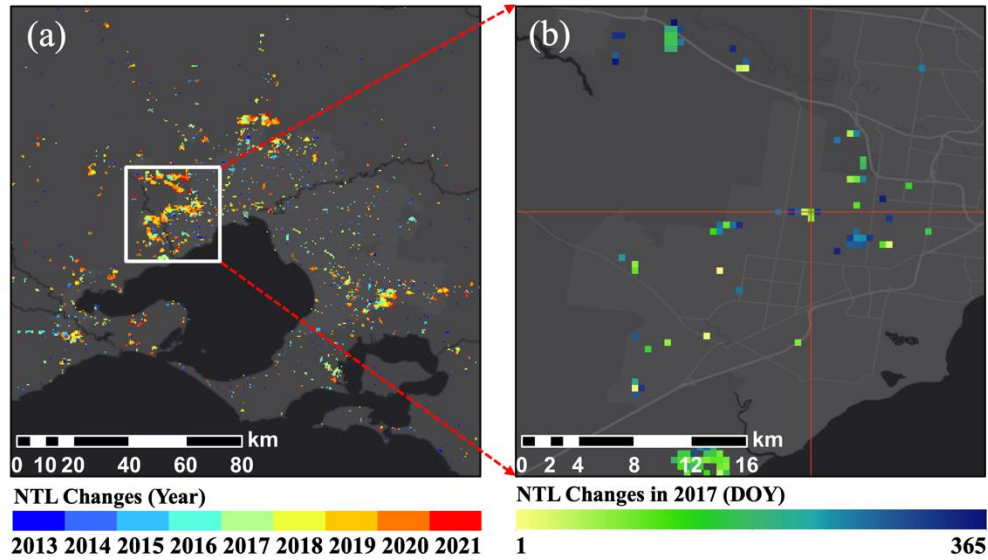 (a)
(b)
km
0 10 20 40 60 80
km
0 2 4 8 12 16
NTL Changes (Year)
2013 2014 2015 2016 2017 2018 2019 2020 2021
NTL Changes in 2017 (DOY)
1 365